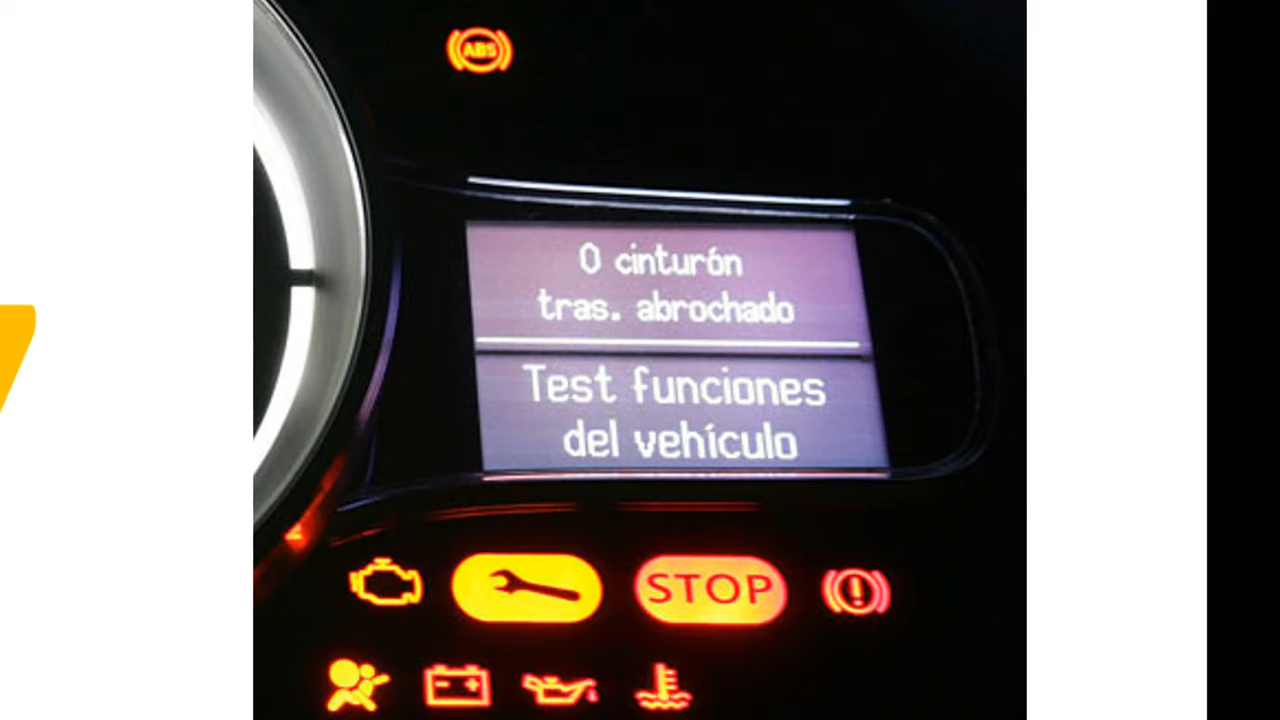 ABS
0 cinturón
tras. abrochado
Test funciones
del vehículo
STOP